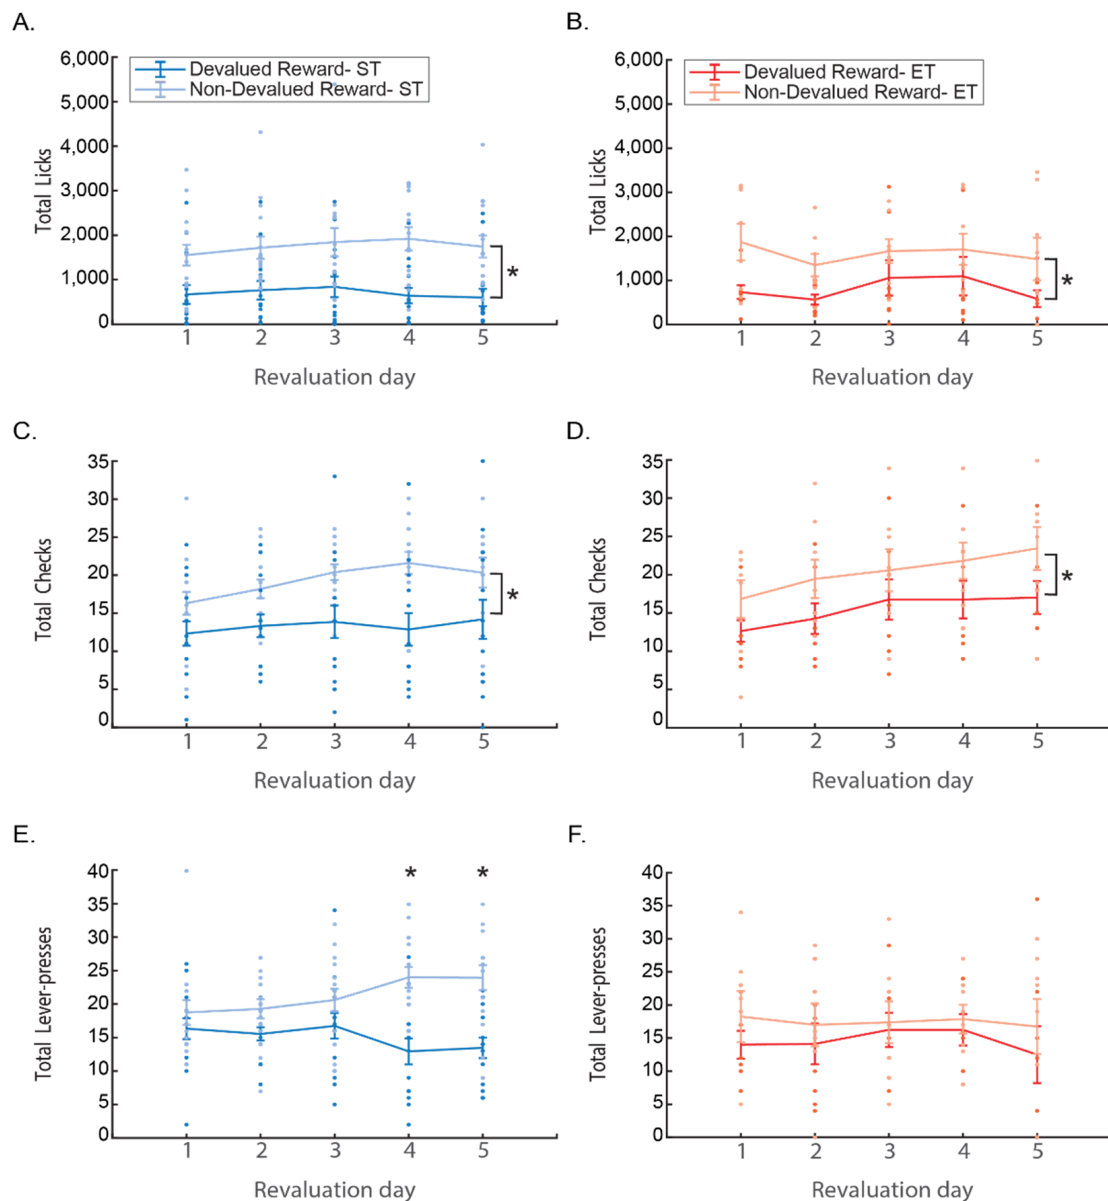 A.
6,000
5,000
4,000
3,000
2,000
1,000
0
Total Licks
Devalued Reward- ST
Non-Devalued Reward- ST
*
1 2 3 4 5
Revaluation day
B.
6,000
5,000
4,000
3,000
2,000
1,000
0
Total Licks
Devalued Reward- ET
Non-Devalued Reward- ET
*
1 2 3 4 5
Revaluation day
C.
35
30
25
20
15
10
5
0
Total Checks
*
1 2 3 4 5
Revaluation day
D.
35
30
25
20
15
10
5
0
Total Checks
*
1 2 3 4 5
Revaluation day
E.
40
35
30
25
20
15
10
5
0
Total Lever-presses
* *
1 2 3 4 5
Revaluation day
F.
40
35
30
25
20
15
10
5
0
Total Lever-presses
1 2 3 4 5
Revaluation day